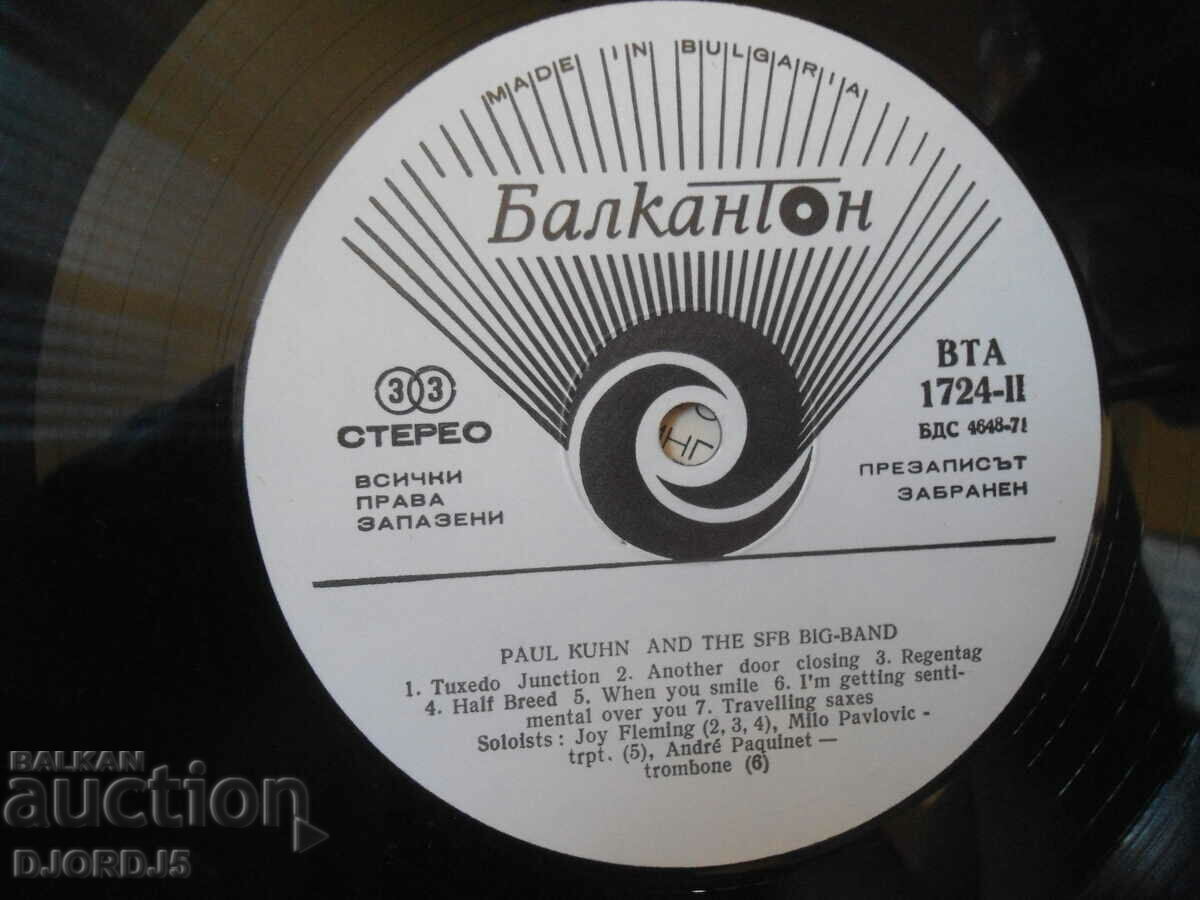 MADE IN BULGARIA
Балкантон
33
СТЕРЕО
ВСИЧКИ
ПРАВА
ЗАПАЗЕНИ
ВТА
1724-II
БДС 4648-71
ПРЕЗАПИСЪТ
ЗАБРАНЕН
PAUL KUHN AND THE SFB BIG-BAND
1. Tuxedo Junction 2. Another door closing 3. Regentag
4. Half Breed 5. When you smile 6. I'm getting senti-
mental over you 7. Travelling saxes
Soloists : Joy Fleming (2, 3, 4), Milo Pavlovic -
trpt. (5), André Paquinet —
trombone (6)
BALKAN
auction
DJORDJ5